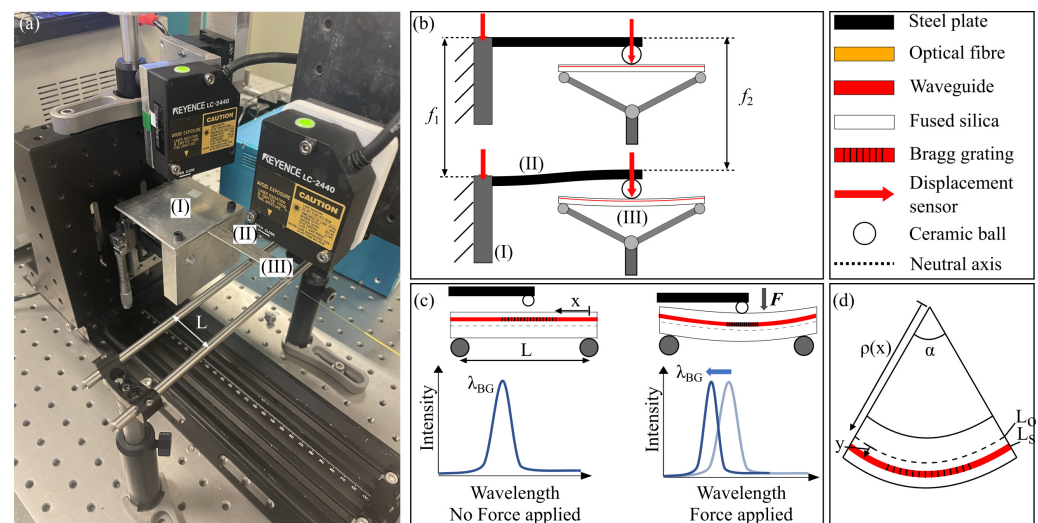 (a)
KEYENCE LC-2440
CAUTION
KEYENCE LC-2440
CAUTION
(I)
(II)
(III)
L
(b)
f1
f2
(II)
(III)
(I)
Steel plate
Optical fibre
Waveguide
Fused silica
Bragg grating
Displacement
sensor
Ceramic ball
Neutral axis
(c)
x
L
F
λBG
Intensity
Wavelength
No Force applied
λBG
Intensity
Wavelength
Force applied
(d)
ρ(x)
α
Lo
Ls
y